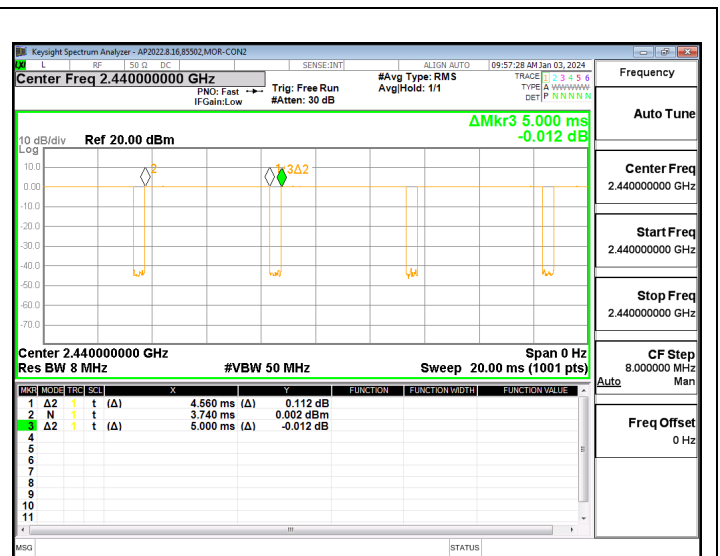 Keysight Spectrum Analyzer - AP2022.8.16,85502,MOR-CON2
LXI L RF 50 Ω DC SENSE:INT ALIGN AUTO 09:57:28 AM Jan 03, 2024
Center Freq 2.440000000 GHz
PNO: Fast
IFGain:Low
Trig: Free Run
#Atten: 30 dB
#Avg Type: RMS
Avg|Hold: 1/1
TRACE 1 2 3 4 5 6
TYPE A WWWWW
DET P N N N N N
ΔMkr3 5.000 ms
-0.012 dB
10 dB/div Ref 20.00 dBm
Log
10.0
0.00
-10.0
-20.0
-30.0
-40.0
-50.0
-60.0
-70.0
2
3Δ2
Center 2.440000000 GHz Span 0 Hz
Res BW 8 MHz #VBW 50 MHz Sweep 20.00 ms (1001 pts)
MKR MODE TRC SCL X Y FUNCTION FUNCTION WIDTH FUNCTION VALUE
1 Δ2 1 t (Δ) 4.560 ms (Δ) 0.112 dB
2 N 1 t 3.740 ms 0.002 dBm
3 Δ2 1 t (Δ) 5.000 ms (Δ) -0.012 dB
4
5
6
7
8
9
10
11
MSG STATUS
Frequency
Auto Tune
Center Freq
2.440000000 GHz
Start Freq
2.440000000 GHz
Stop Freq
2.440000000 GHz
CF Step
8.000000 MHz
Auto Man
Freq Offset
0 Hz